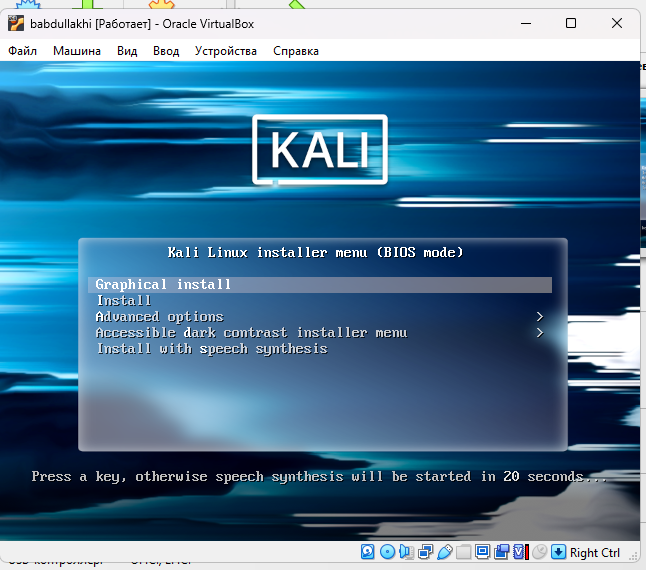 babdullakhi [Работает] - Oracle VirtualBox
Файл Машина Вид Ввод Устройства Справка
KALI
Kali Linux installer menu (BIOS mode)
Graphical install
Install
Advanced options >
Accessible dark contrast installer menu >
Install with speech synthesis
Press a key, otherwise speech synthesis will be started in 20 seconds...
Right Ctrl